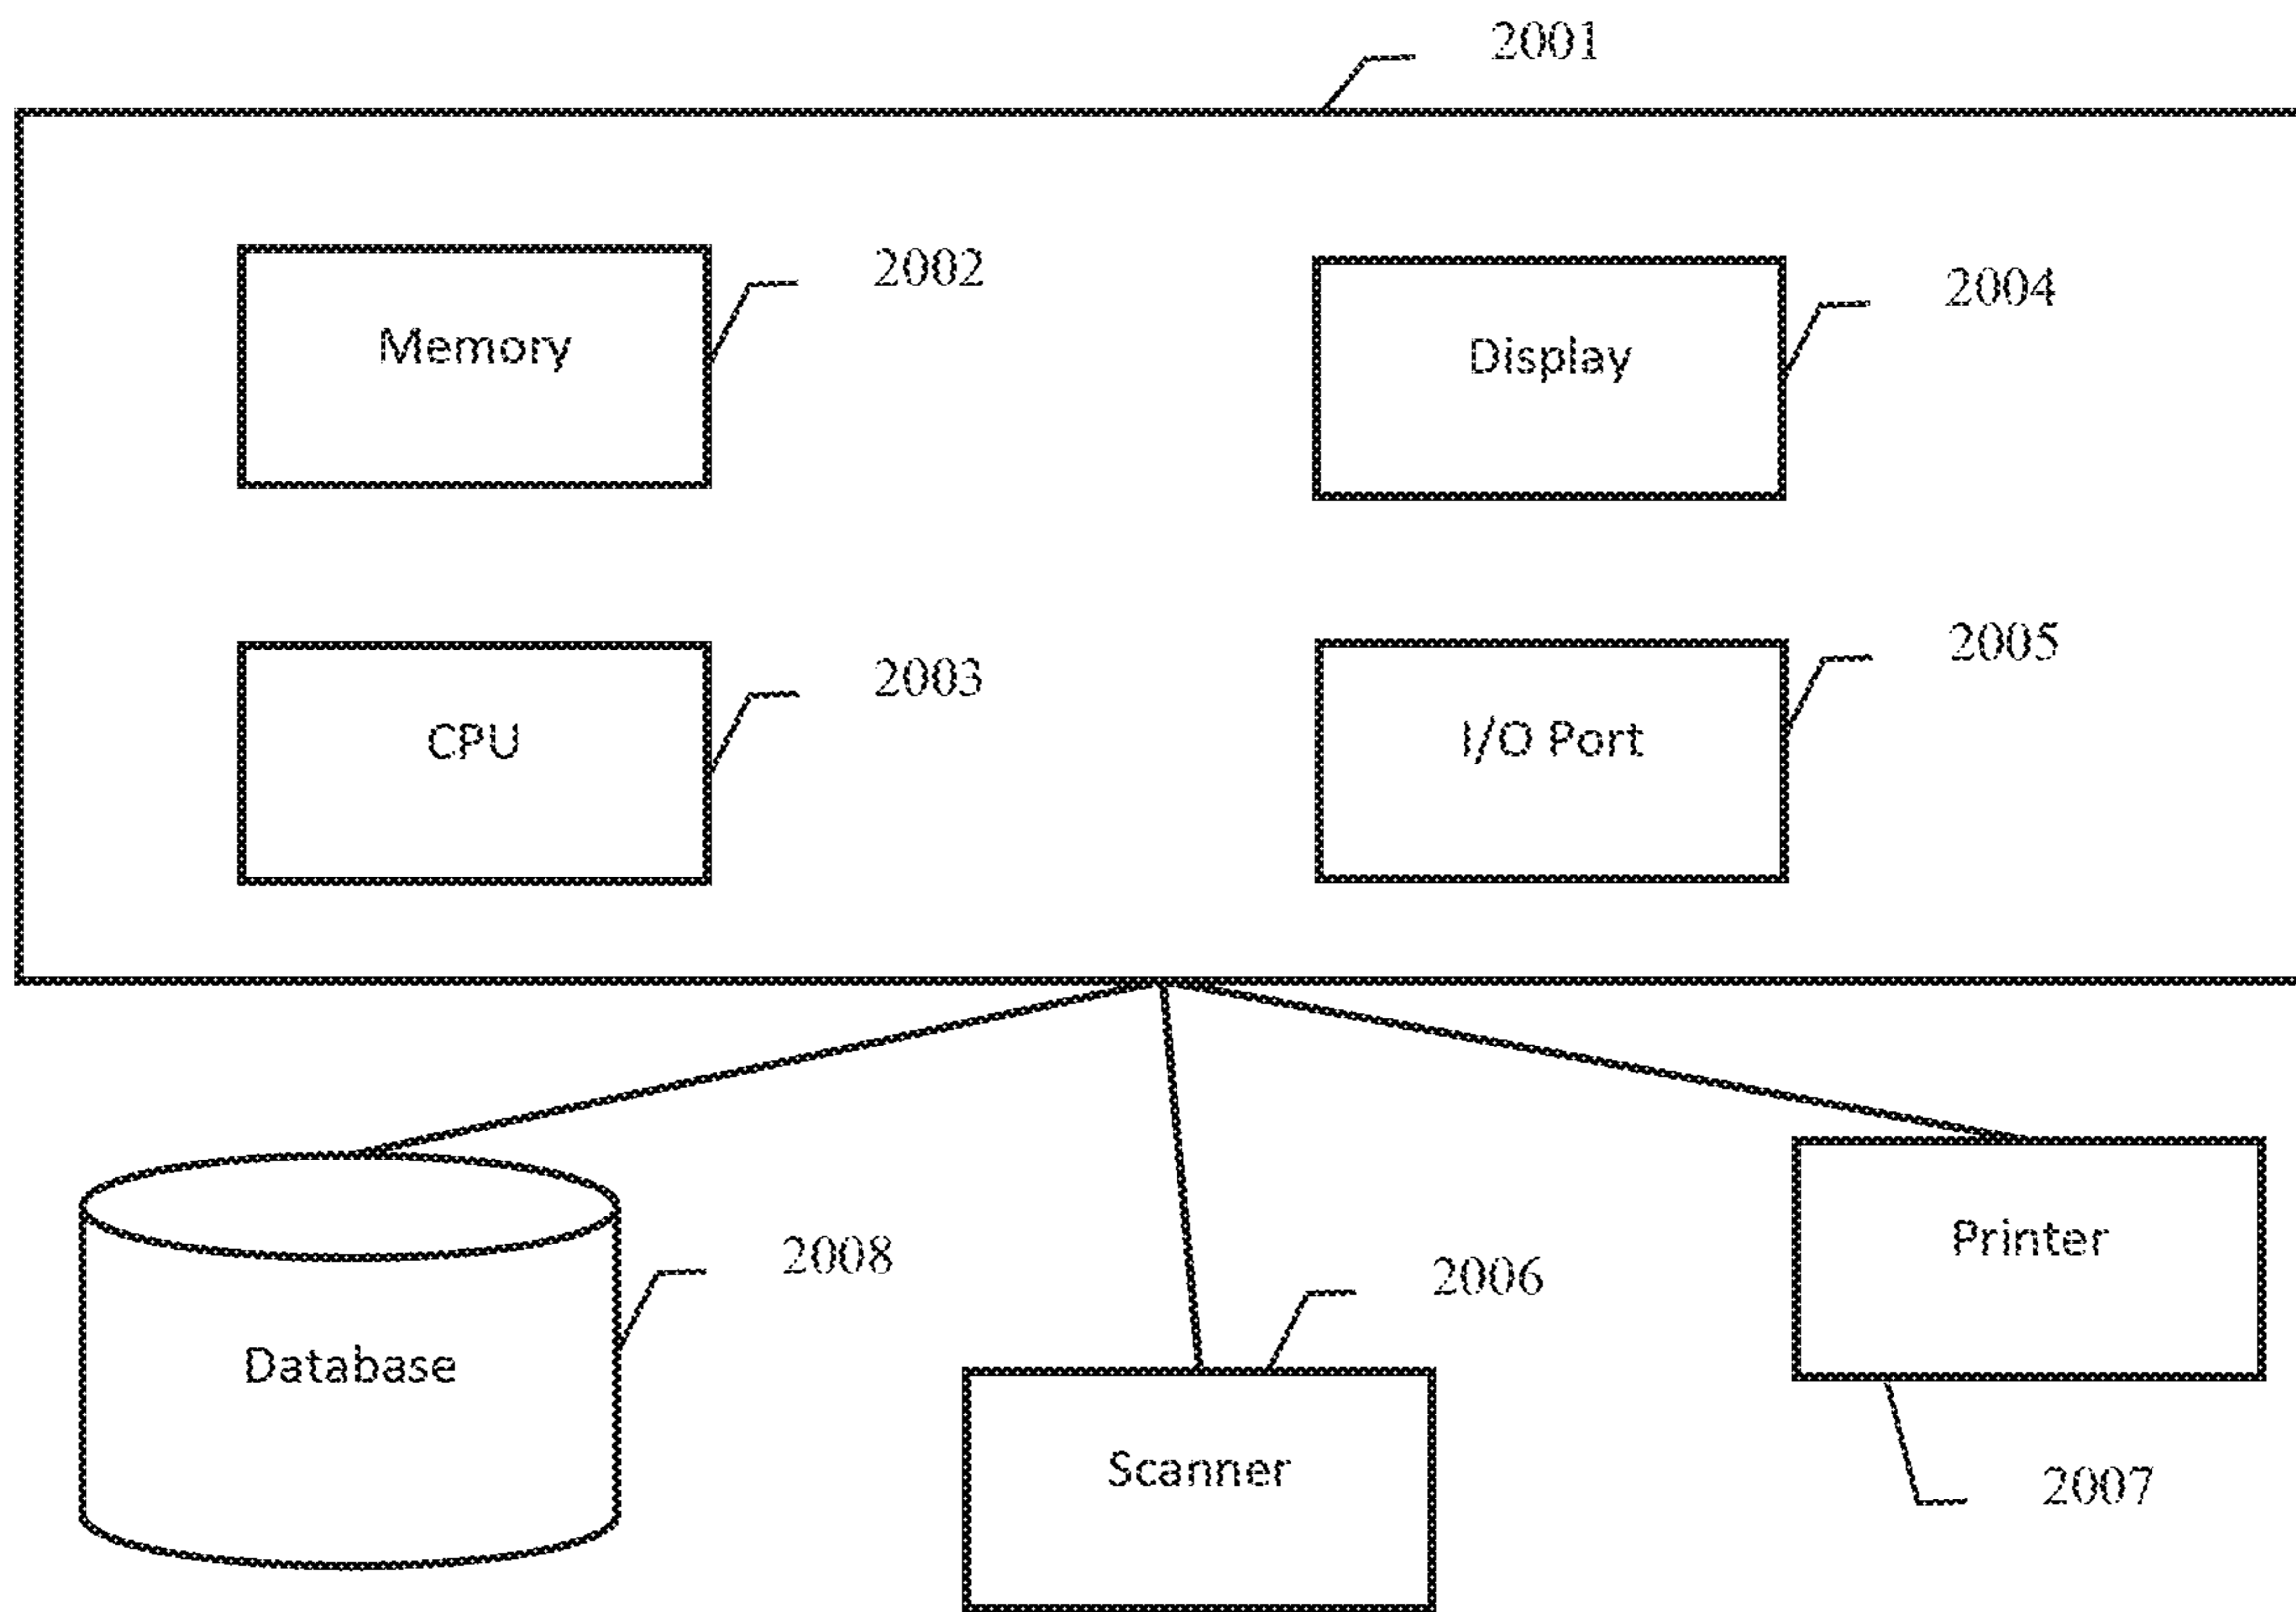 2001
2002
Memory
2004
Display
2003
CPU
2005
I/O Port
2008
Database
2006
Scanner
Printer
2007